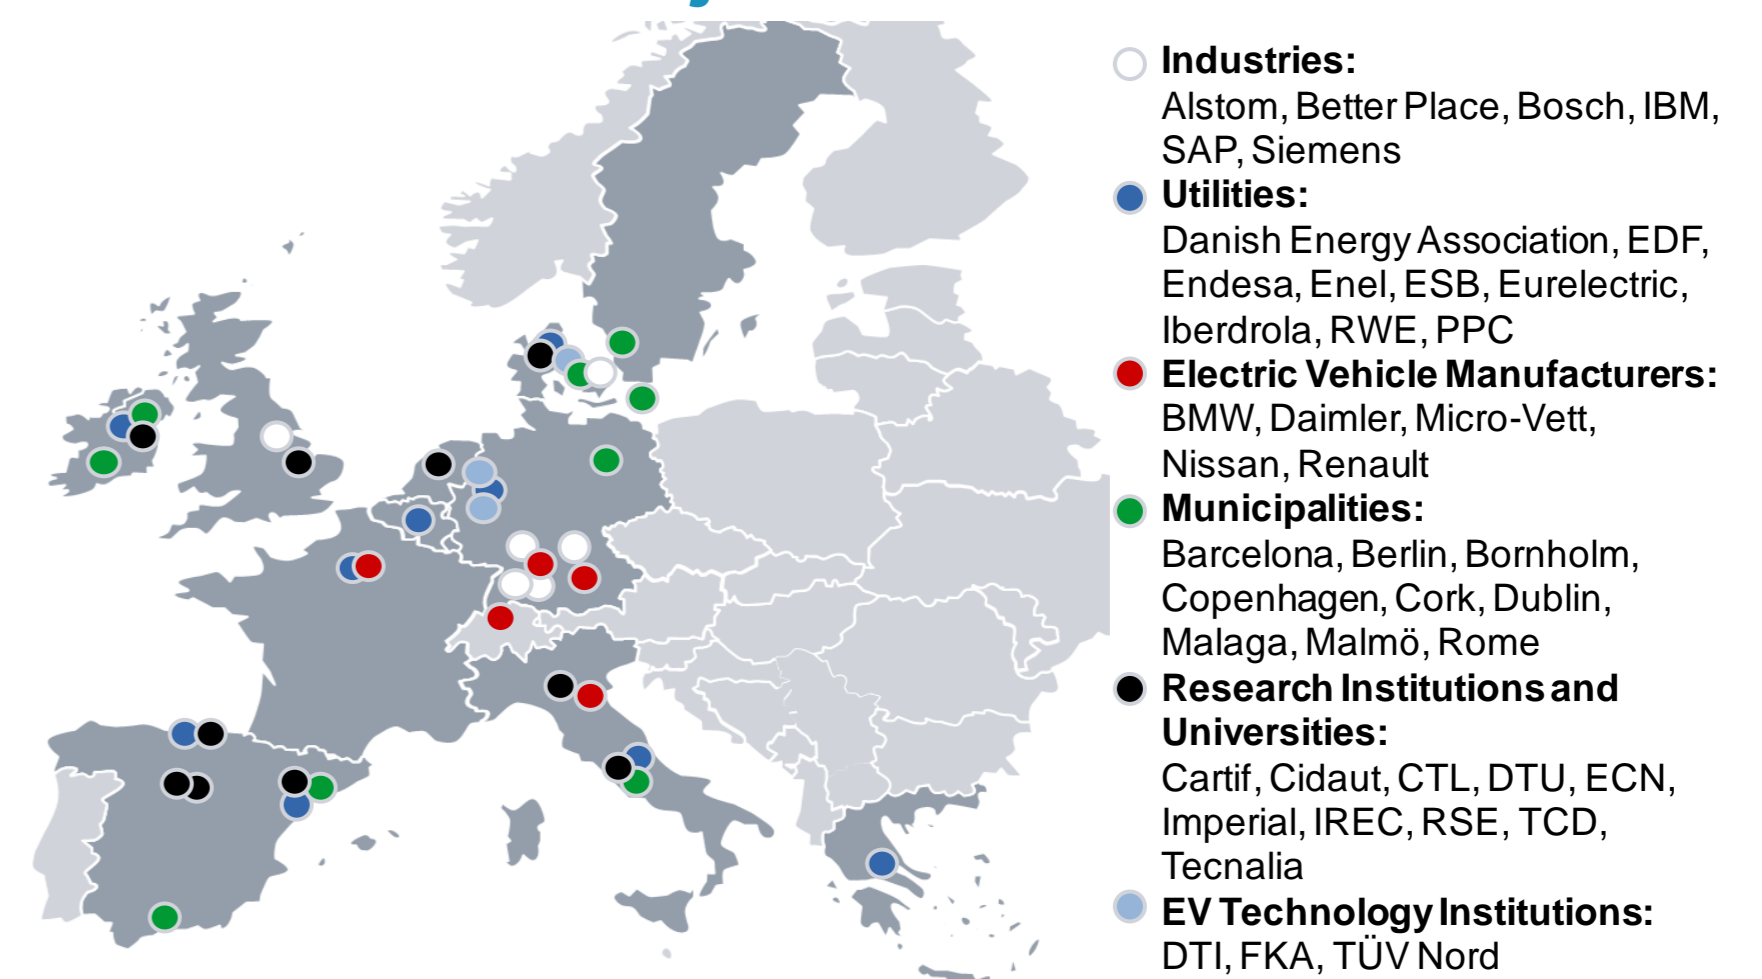 Industries:
Alstom, Better Place, Bosch, IBM,
SAP, Siemens
Utilities:
Danish Energy Association, EDF,
Endesa, Enel, ESB, Eurelectric,
Iberdrola, RWE, PPC
Electric Vehicle Manufacturers:
BMW, Daimler, Micro-Vett,
Nissan, Renault
Municipalities:
Barcelona, Berlin, Bornholm,
Copenhagen, Cork, Dublin,
Malaga, Malmö, Rome
Research Institutions and
Universities:
Cartif, Cidaut, CTL, DTU, ECN,
Imperial, IREC, RSE, TCD,
Tecnalia
EV Technology Institutions:
DTI, FKA, TÜV Nord